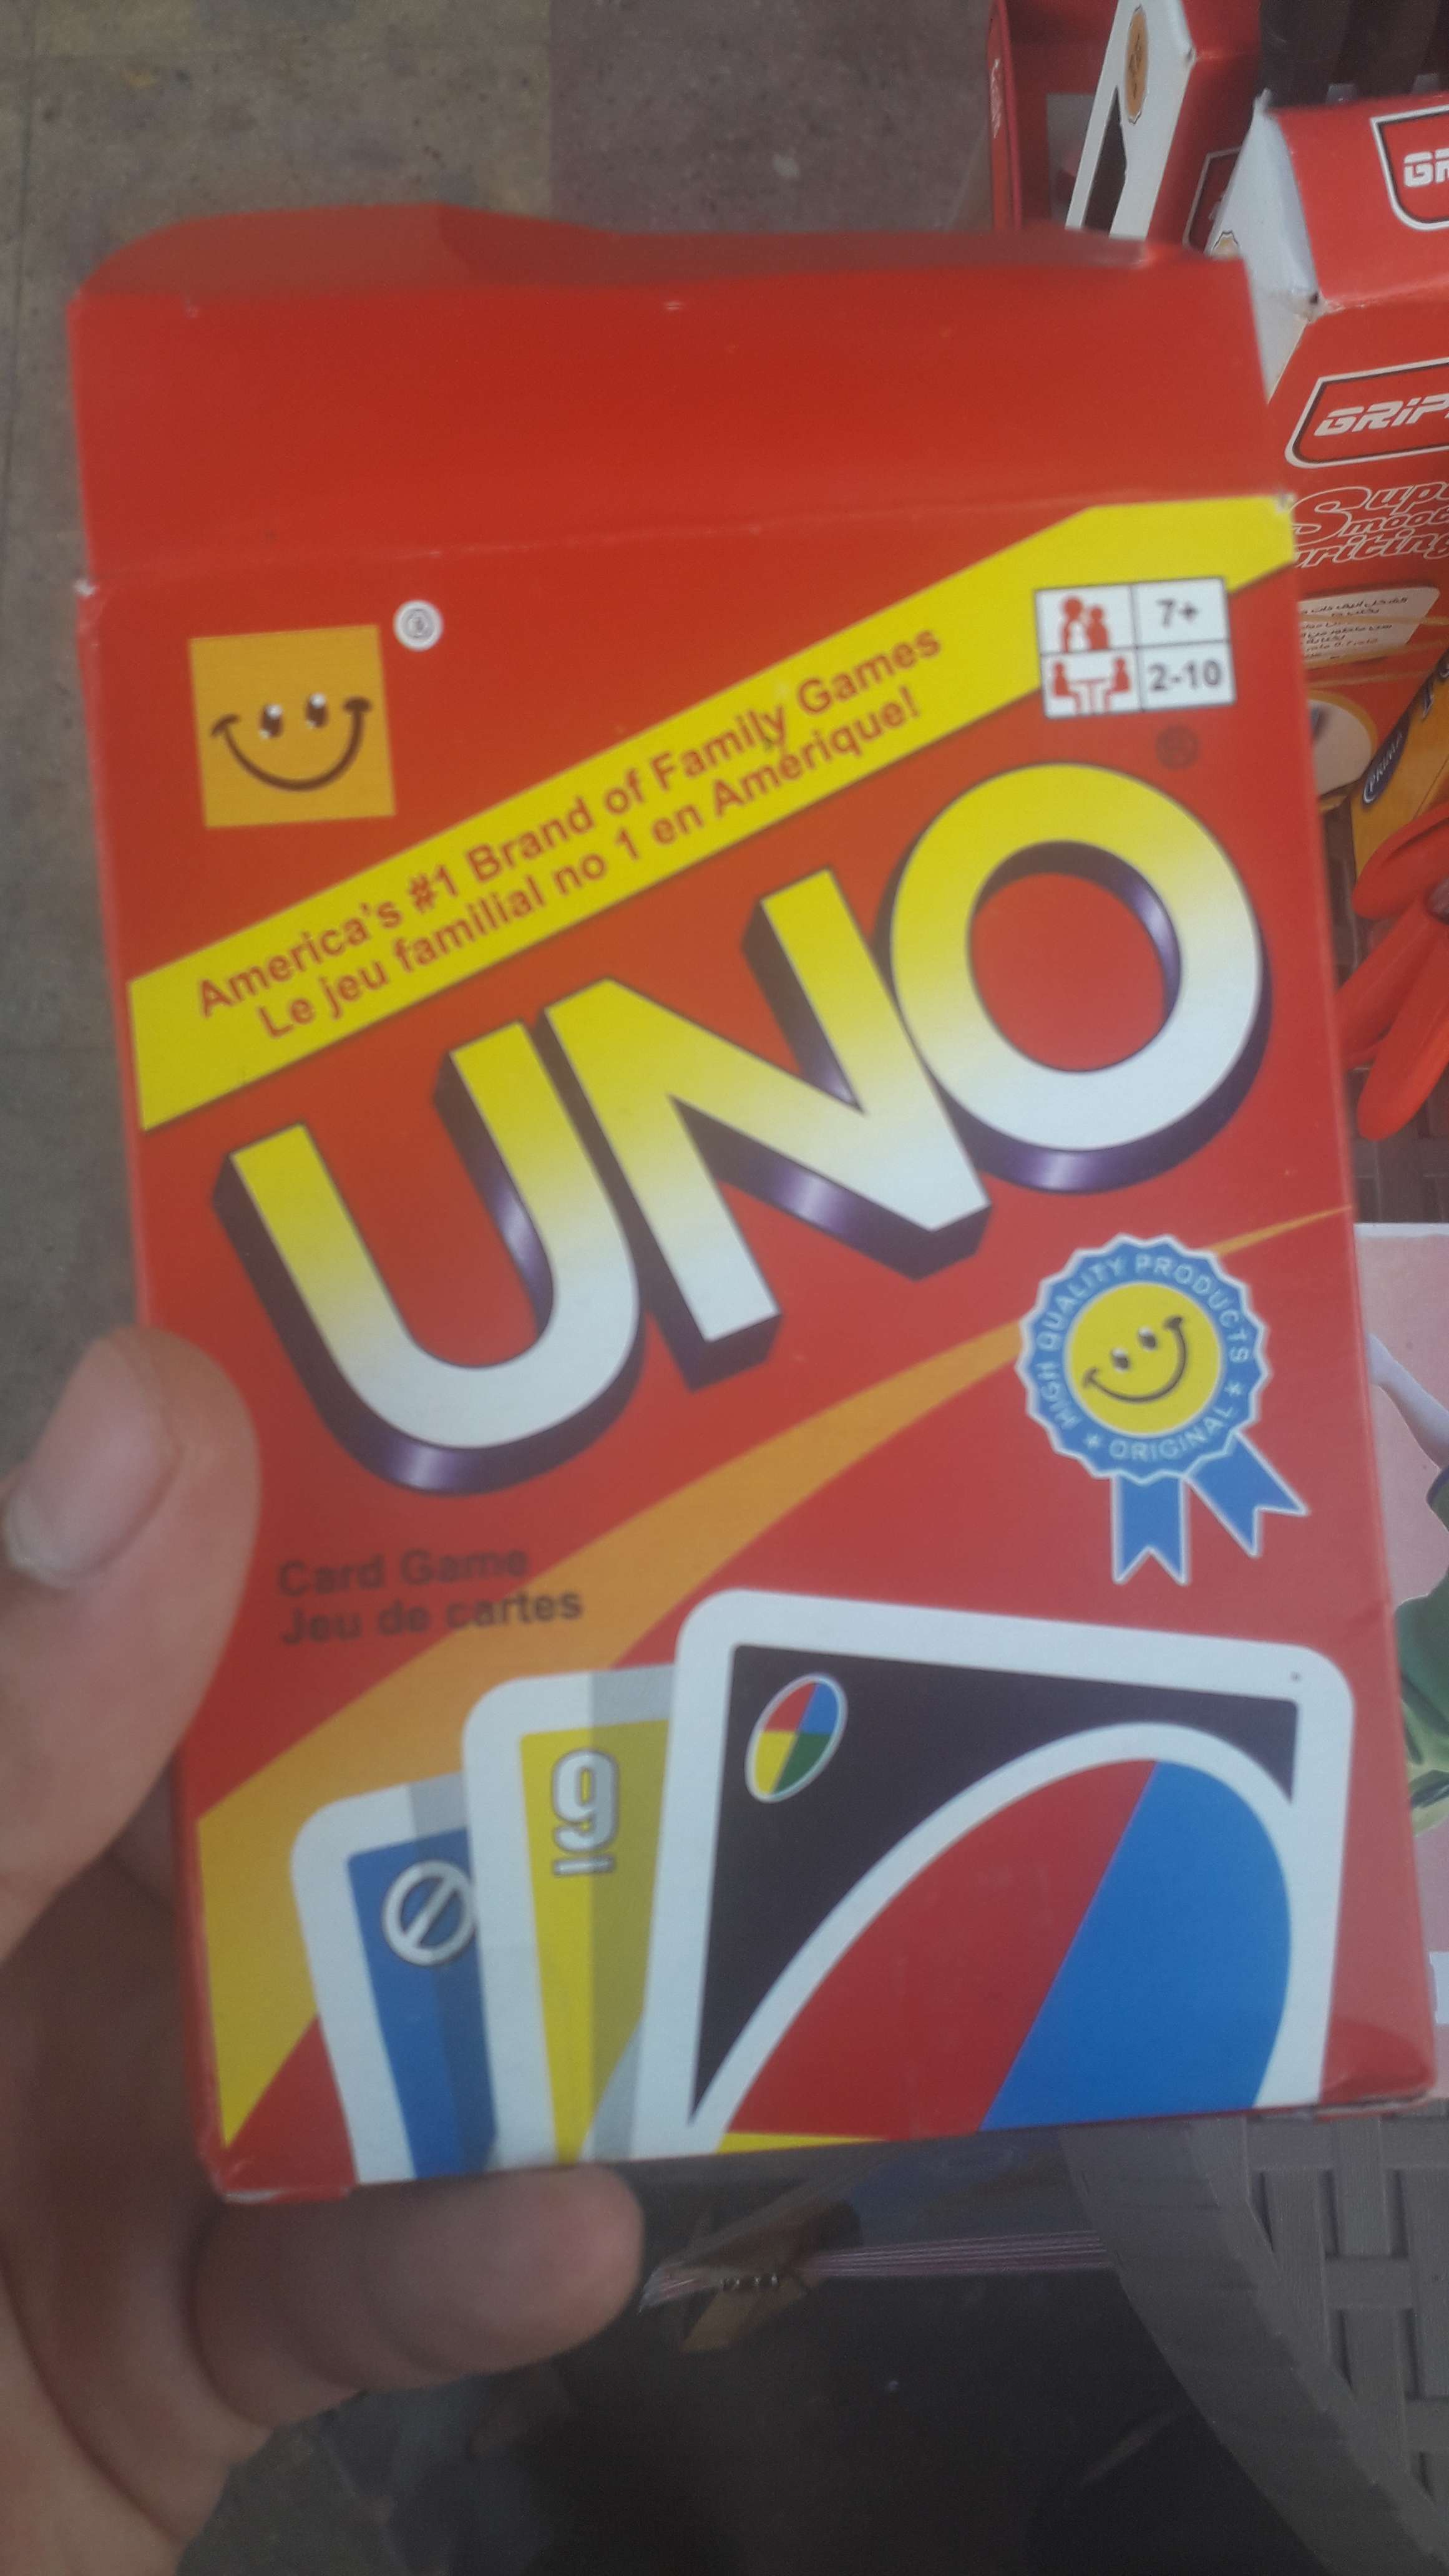 7+
2-10
America's #1 Brand of Family Games
Le jeu familial no 1 en Amérique!
UNO
HIGH QUALITY PRODUCTS
* ORIGINAL *
Card Game
Jeu de cartes
9
PRIMA